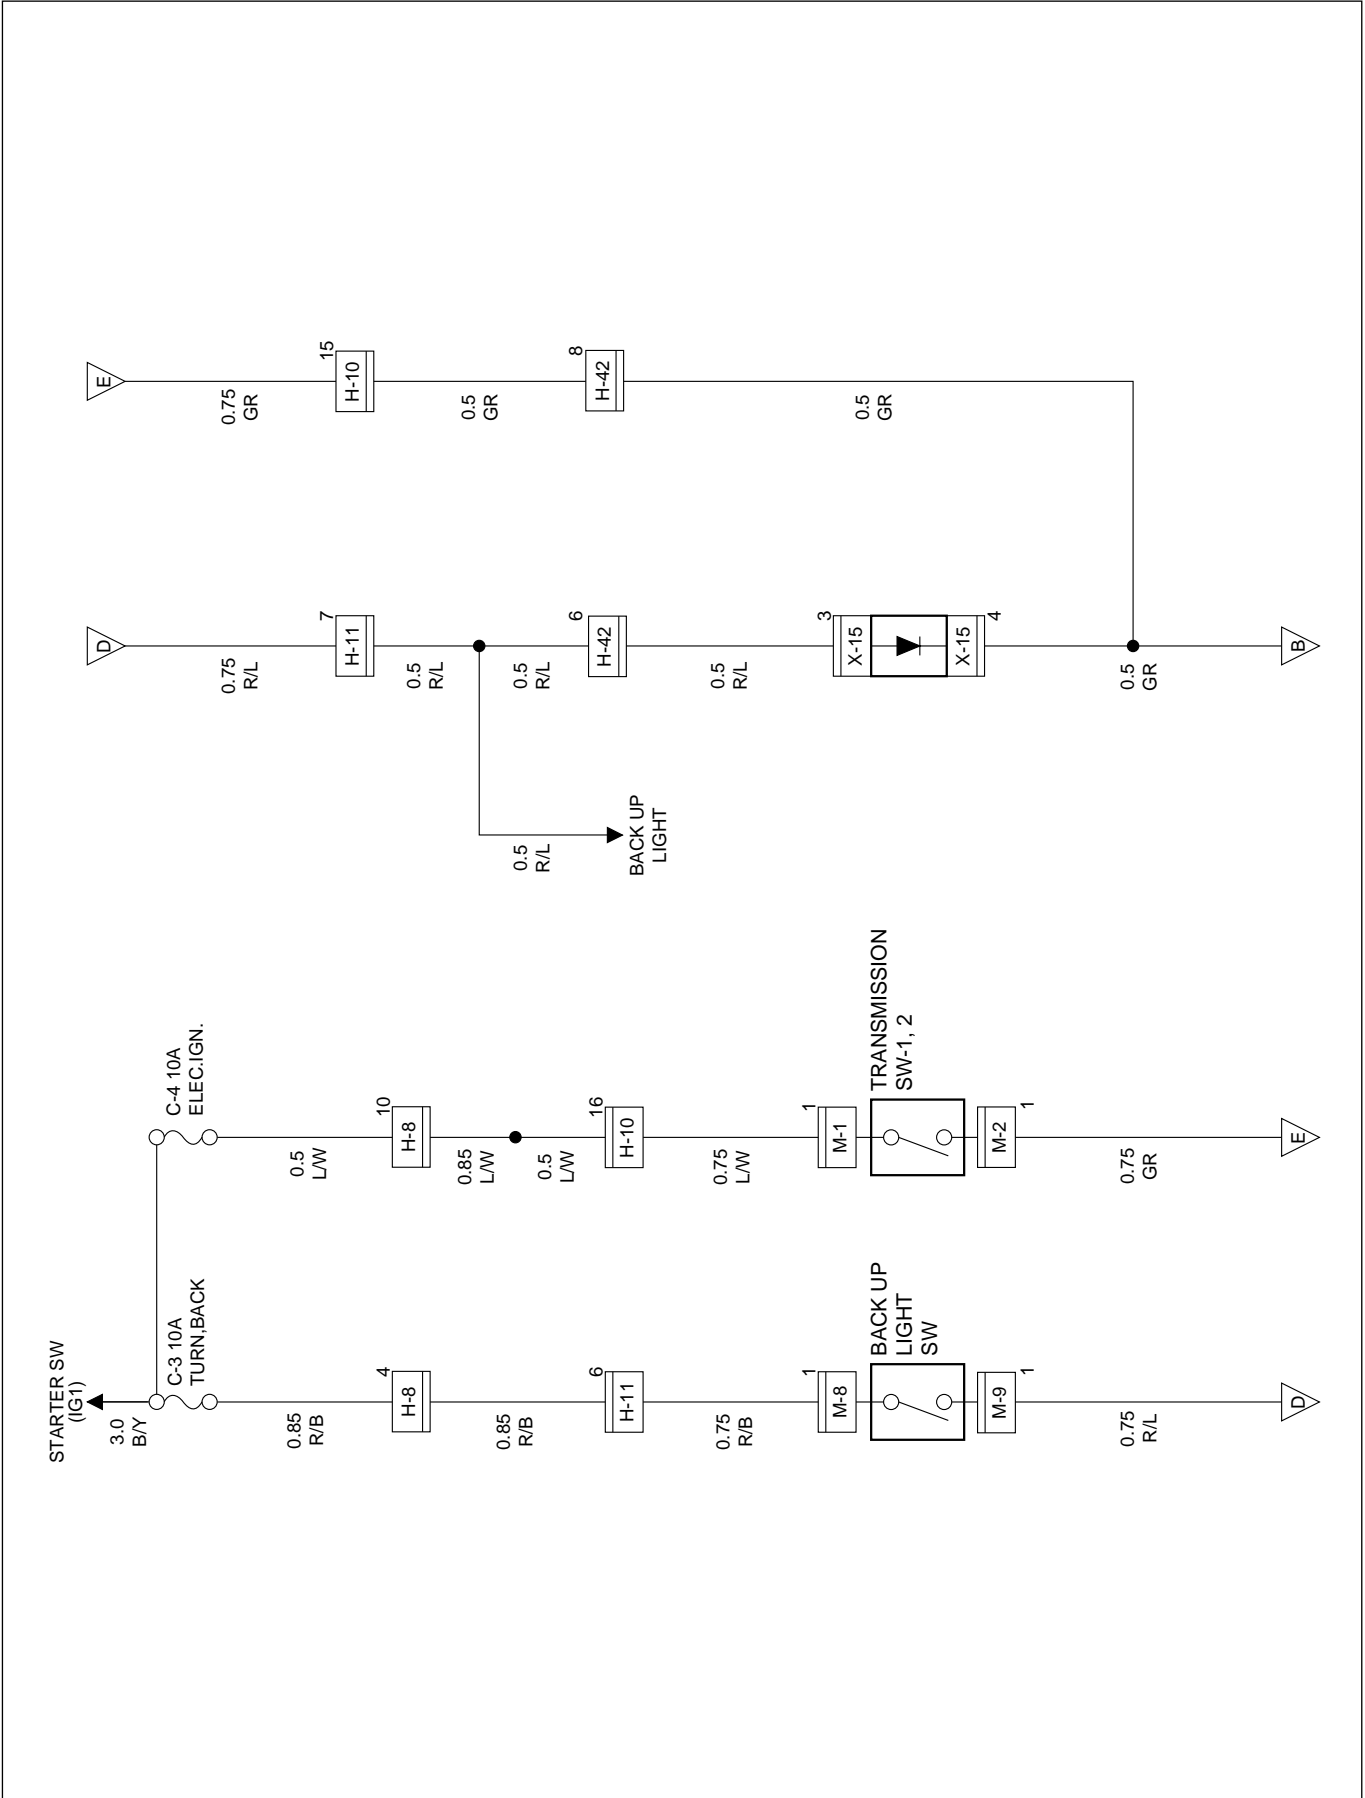 STARTER SW
(IG1)
3.0
B/Y
C-3 10A
TURN,BACK
C-4 10A
ELEC.IGN.
0.85
R/B
4
H-8
0.85
R/B
6
H-11
0.75
R/B
1
M-8
BACK UP
LIGHT
SW
M-9
1
0.75
R/L
D
0.5
L/W
10
H-8
0.85
L/W
0.5
L/W
16
H-10
0.75
L/W
1
M-1
TRANSMISSION
SW-1, 2
M-2
1
0.75
GR
E
D
0.75
R/L
7
H-11
0.5
R/L
0.5
R/L
BACK UP
LIGHT
0.5
R/L
6
H-42
0.5
R/L
3
X-15
X-15
4
0.5
GR
B
E
0.75
GR
15
H-10
0.5
GR
8
H-42
0.5
GR